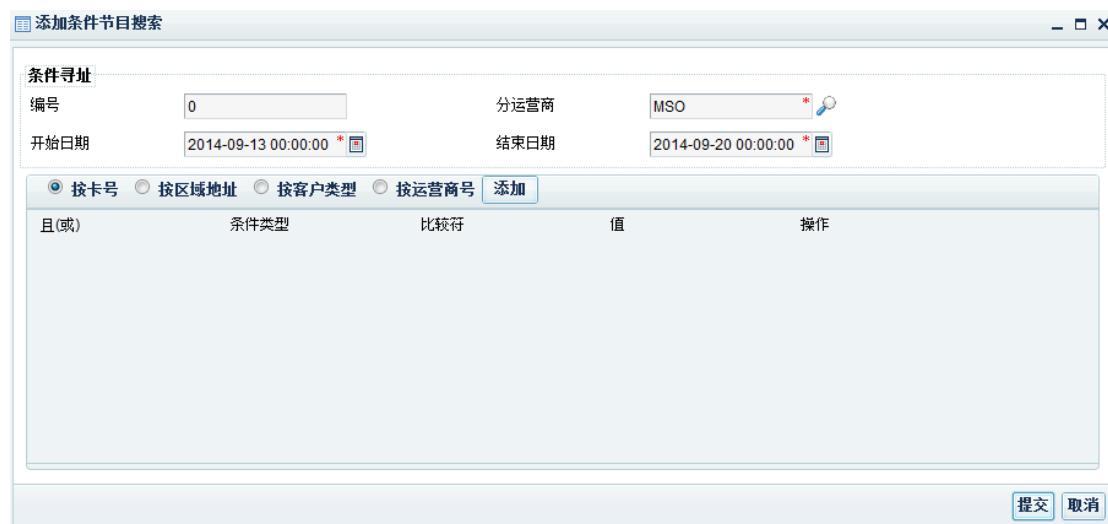 添加条件节目搜索
条件寻址
编号 0 分运营商 MSO *
开始日期 2014-09-13 00:00:00 * 结束日期 2014-09-20 00:00:00 *
按卡号 按区域地址 按客户类型 按运营商号 添加
且(或) 条件类型 比较符 值 操作
提交 取消